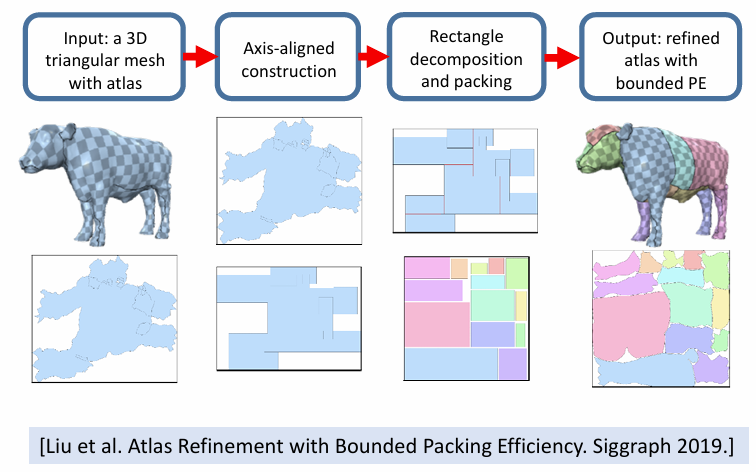 Input: a 3D
triangular mesh
with atlas
Axis-aligned
construction
Rectangle
decomposition
and packing
Output: refined
atlas with
bounded PE
[Liu et al. Atlas Refinement with Bounded Packing Efficiency. Siggraph 2019.]